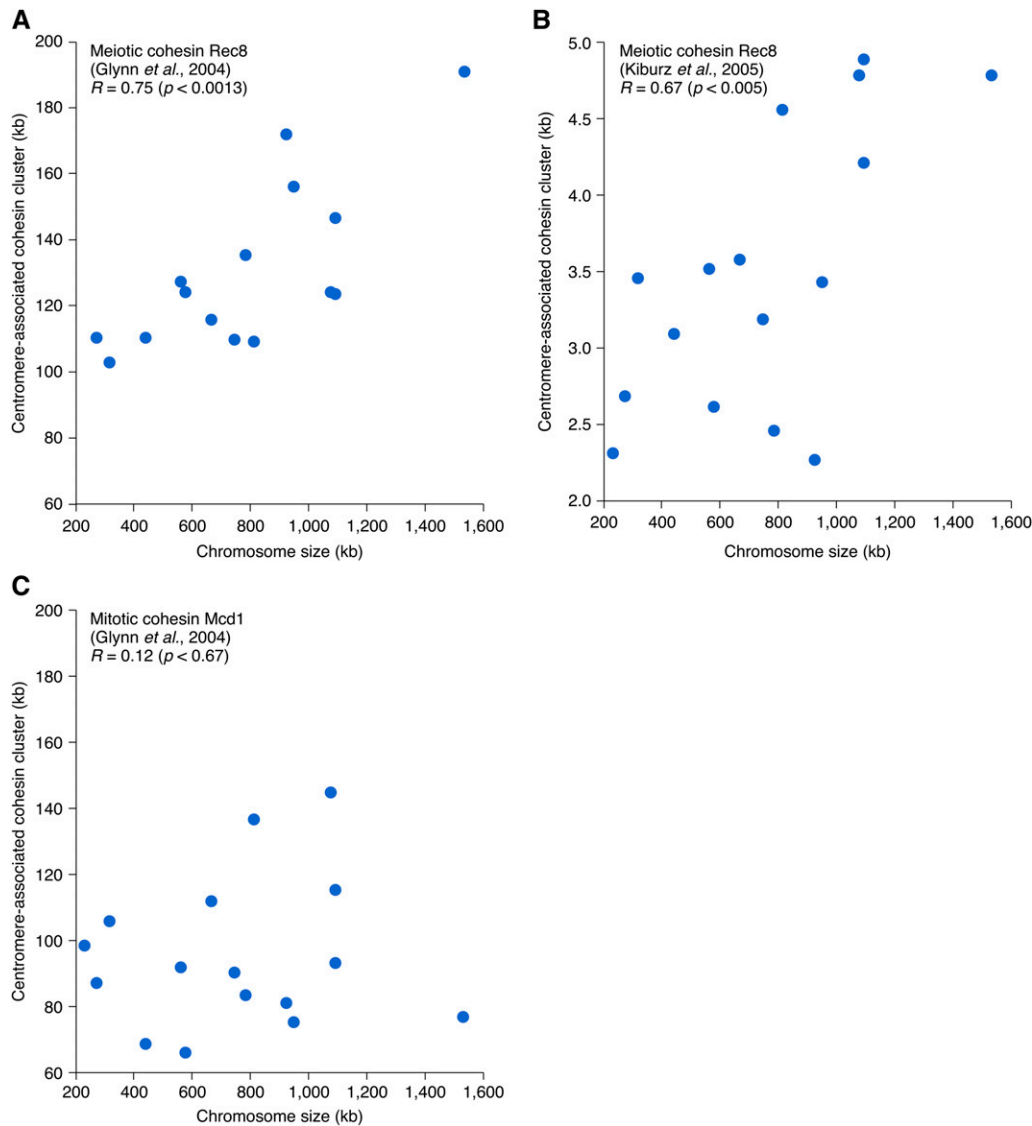 A
Meiotic cohesin Rec8
(Glynn et al., 2004)
R = 0.75 (p < 0.0013)
Centromere-associated cohesin cluster (kb)
200
180
160
140
120
100
80
60
200 400 600 800 1,000 1,200 1,400 1,600
Chromosome size (kb)
B
Meiotic cohesin Rec8
(Kiburz et al., 2005)
R = 0.67 (p < 0.005)
Centromere-associated cohesin cluster (kb)
5.0
4.5
4.0
3.5
3.0
2.5
2.0
200 400 600 800 1,000 1,200 1,400 1,600
Chromosome size (kb)
C
Mitotic cohesin Mcd1
(Glynn et al., 2004)
R = 0.12 (p < 0.67)
Centromere-associated cohesin cluster (kb)
200
180
160
140
120
100
80
60
200 400 600 800 1,000 1,200 1,400 1,600
Chromosome size (kb)